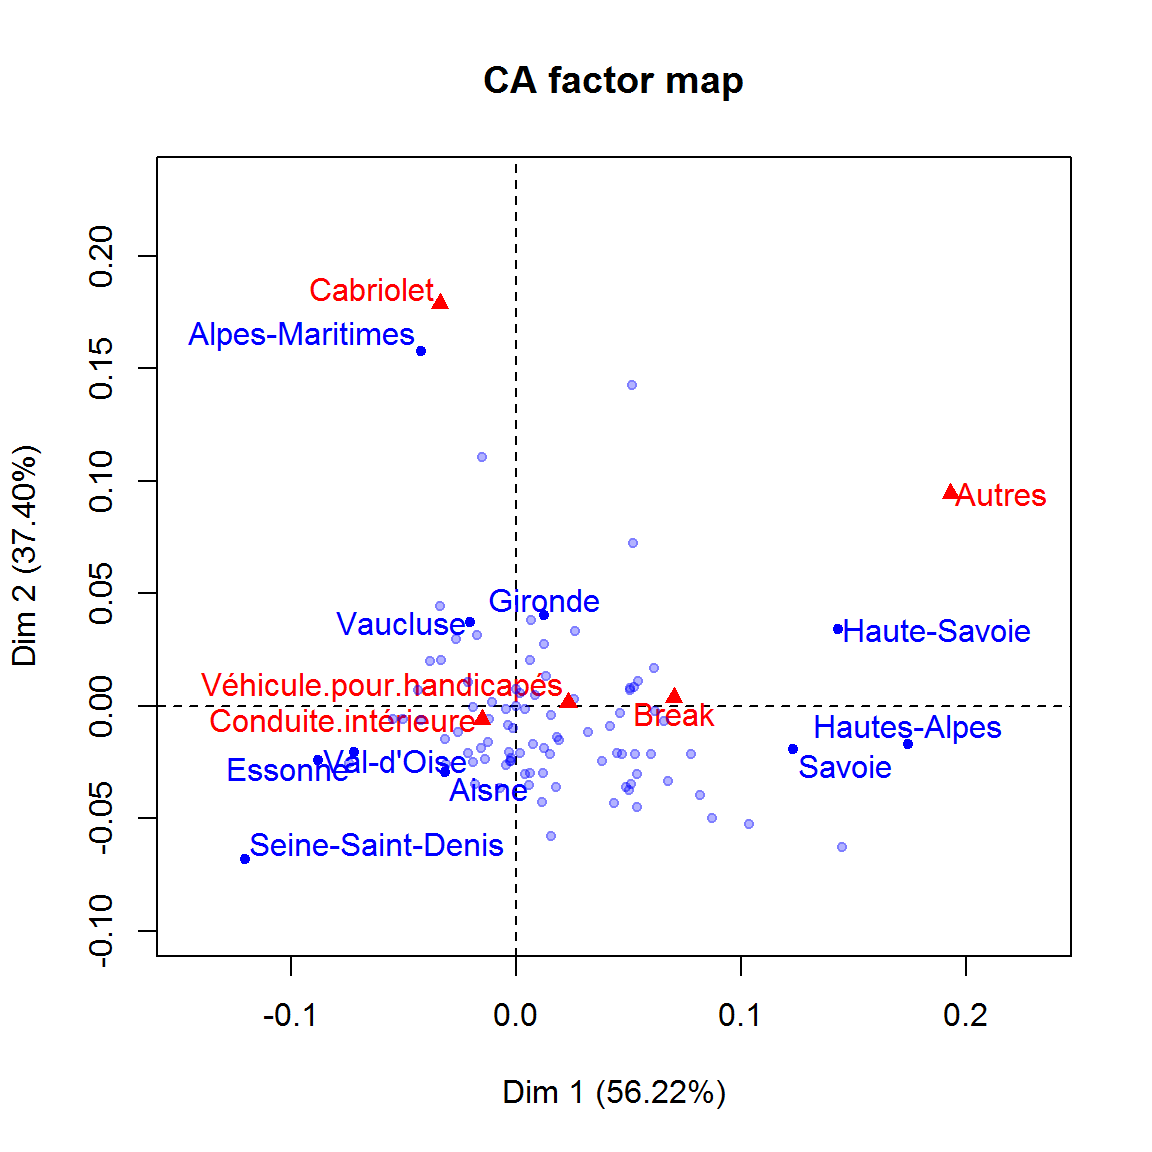 CA factor map
Dim 2 (37.40%)
0.20
0.15
0.10
0.05
0.00
-0.05
-0.10
Cabriolet
Alpes-Maritimes
Autres
Gironde
Vaucluse
Haute-Savoie
Véhicule.pour.handicapés
Conduite.intérieure
Break
Hautes-Alpes
Val-d'Oise
Essonne
Savoie
Aisne
Seine-Saint-Denis
-0.1
0.0
0.1
0.2
Dim 1 (56.22%)